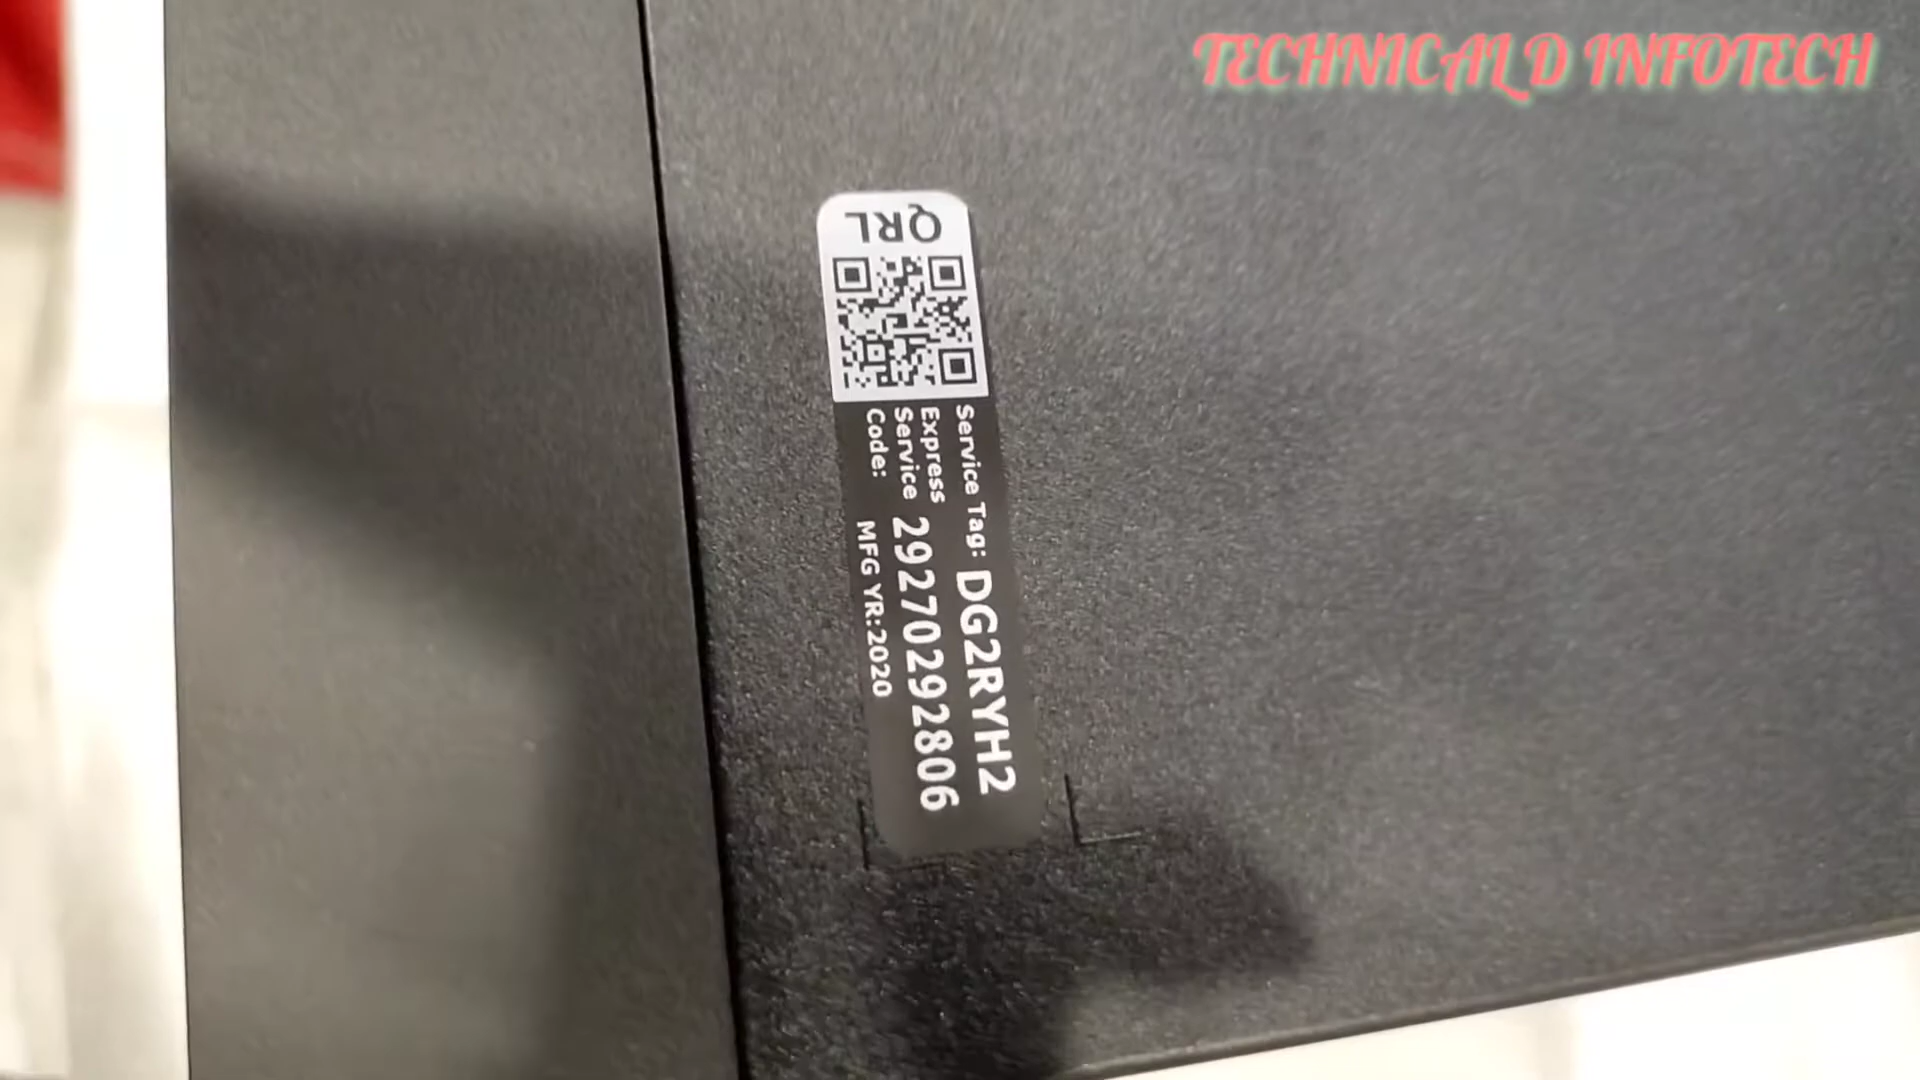 TECHNICAL D INFOTECH
QRL
Service Tag: DG2RYH2
Express
Service
Code:
29270292806
MFG YR:2020